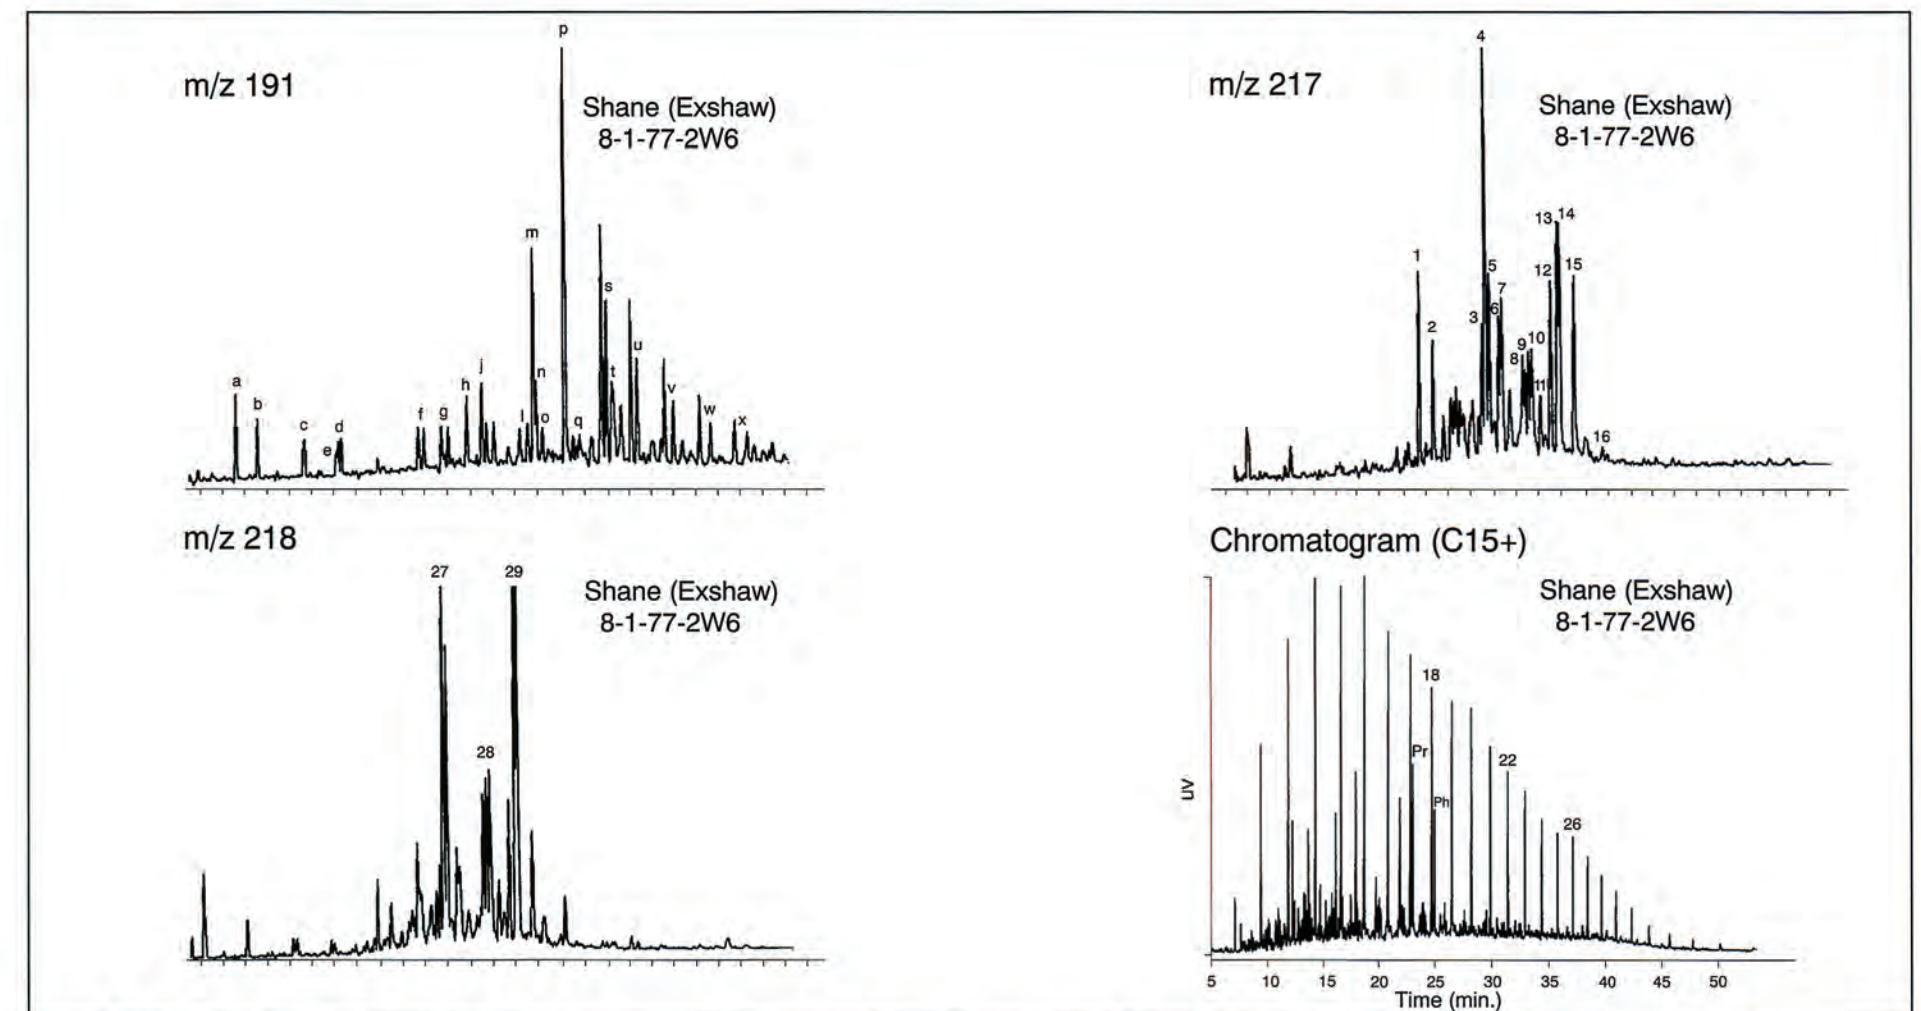 m/z 191
Shane (Exshaw)
8-1-77-2W6
a
b
c
e
d
f
g
h
j
l
m
n
o
p
q
s
t
u
v
w
x
m/z 217
Shane (Exshaw)
8-1-77-2W6
1
2
3
4
5
6
7
8
9
10
11
12
13
14
15
16
m/z 218
Shane (Exshaw)
8-1-77-2W6
27
28
29
Chromatogram (C15+)
Shane (Exshaw)
8-1-77-2W6
Pr
18
Ph
22
26
uv
5 10 15 20 25 30 35 40 45 50
Time (min.)